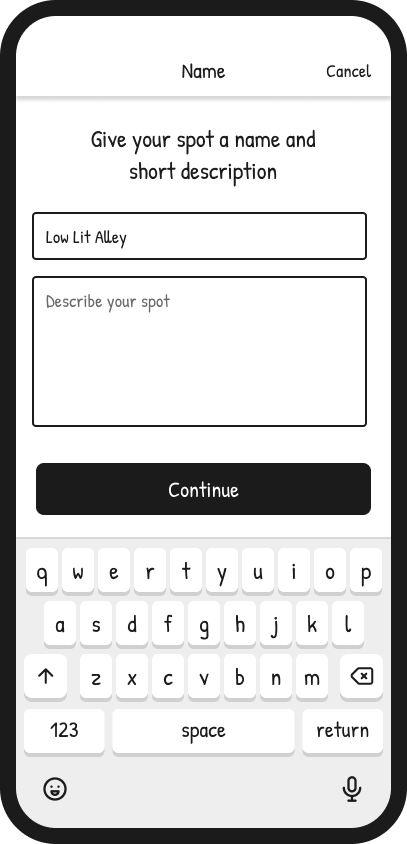 Name Cancel
Give your spot a name and
short description
Low Lit Alley
Describe your spot
Continue
q w e r t y u i o p
a s d f g h j k l
z x c v b n m
123 space return